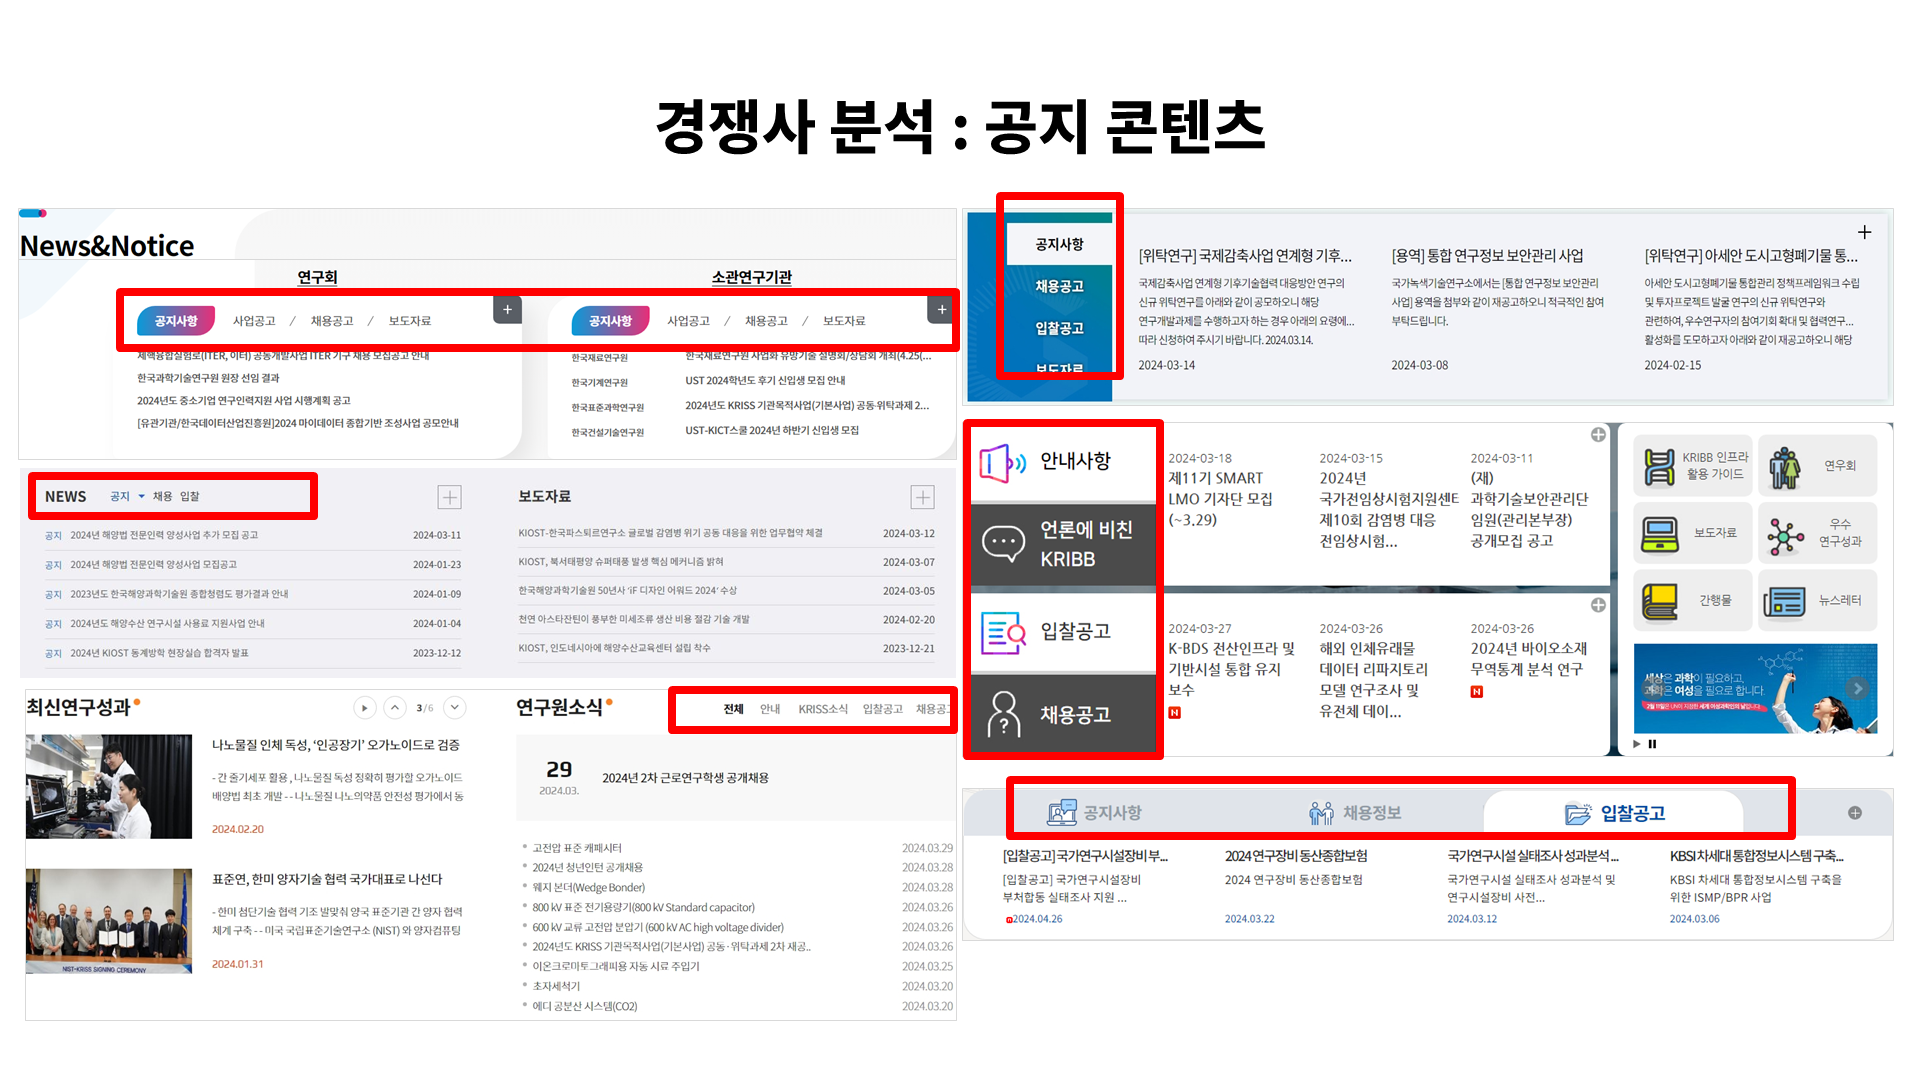 경쟁사 분석 : 공지 콘텐츠
News&Notice
연구회
공지사항 사업공고 / 채용공고 / 보도자료 +
제핵융합실험로(ITER, 이터) 공동개발사업 ITER 기구 채용 모집공고 안내
한국과학기술연구원 원장 선임 결과
2024년도 중소기업 연구인력지원 사업 시행계획 공고
[유관기관/한국데이터산업진흥원]2024 마이데이터 종합기반 조성사업 공모안내
소관연구기관
공지사항 사업공고 / 채용공고 / 보도자료 +
한국재료연구원 한국재료연구원 사업화 유망기술 설명회/상담회 개최(4.25(...
한국기계연구원 UST 2024학년도 후기 신입생 모집 안내
한국표준과학연구원 2024년도 KRISS 기관목적사업(기본사업) 공동·위탁과제 2...
한국건설기술연구원 UST-KICT스쿨 2024년 하반기 신입생 모집
NEWS 공지 채용 입찰
공지 2024년 해양법 전문인력 양성사업 추가 모집 공고 2024-03-11
공지 2024년 해양법 전문인력 양성사업 모집공고 2024-01-23
공지 2023년도 한국해양과학기술원 종합청렴도 평가결과 안내 2024-01-09
공지 2024년도 해양수산 연구시설 사용료 지원사업 안내 2024-01-04
공지 2024년 KIOST 동계방학 현장실습 합격자 발표 2023-12-12
보도자료
KIOST-한국파스퇴르연구소 글로벌 감염병 위기 공동 대응을 위한 업무협약 체결 2024-03-12
KIOST, 북서태평양 슈퍼태풍 발생 핵심 메커니즘 밝혀 2024-03-07
한국해양과학기술원 50년사 ‘iF 디자인 어워드 2024’ 수상 2024-03-05
천연 아스타잔틴이 풍부한 미세조류 생산 비용 절감 기술 개발 2024-02-20
KIOST, 인도네시아에 해양수산교육센터 설립 착수 2023-12-21
최신연구성과 3/6
나노물질 인체 독성, ‘인공장기’ 오가노이드로 검증
- 간 줄기세포 활용, 나노물질 독성 정확히 평가할 오가노이드
배양법 최초 개발 - - 나노물질 나노의약품 안전성 평가에서 동
2024.02.20
표준연, 한미 양자기술 협력 국가대표로 나선다
- 한미 첨단기술 협력 기조 발맞춰 양국 표준기관 간 양자 협력
체계 구축 - - 미국 국립표준기술연구소 (NIST) 와 양자컴퓨팅
2024.01.31
NIST-KRISS SIGNING CEREMONY
연구원소식 전체 안내 KRISS소식 입찰공고 채용공고
29
2024.03.
2024년 2차 근로연구학생 공개채용
고전압 표준 캐패시터 2024.03.29
2024년 청년인턴 공개채용 2024.03.28
웨지 본더(Wedge Bonder) 2024.03.28
800 kV 표준 전기용량기(800 kV Standard capacitor) 2024.03.26
600 kV 교류 고전압 분압기 (600 kV AC high voltage divider) 2024.03.26
2024년도 KRISS 기관목적사업(기본사업) 공동·위탁과제 2차 재공.. 2024.03.26
이온크로마토그래피용 자동 시료 주입기 2024.03.25
초자세척기 2024.03.20
에디 공분산 시스템(CO2) 2024.03.20
공지사항
채용공고
입찰공고
보도자료
+
[위탁연구] 국제감축사업 연계형 기후...
국제감축사업 연계형 기후기술협력 대응방안 연구의
신규 위탁연구를 아래와 같이 공모하오니 해당
연구개발과제를 수행하고자 하는 경우 아래의 요령에...
따라 신청하여 주시기 바랍니다. 2024.03.14.
2024-03-14
[용역] 통합 연구정보 보안관리 사업
국가녹색기술연구소에서는 [통합 연구정보 보안관리
사업] 용역을 첨부와 같이 재공고하오니 적극적인 참여
부탁드립니다.
2024-03-08
[위탁연구] 아세안 도시고형폐기물 통...
아세안 도시고형폐기물 통합관리 정책프레임워크 수립
및 투자프로젝트 발굴 연구의 신규 위탁연구와
관련하여, 우수연구자의 참여기회 확대 및 협력연구...
활성화를 도모하고자 아래와 같이 재공고하오니 해당
2024-02-15
안내사항
언론에 비친
KRIBB
입찰공고
채용공고
2024-03-18
제11기 SMART
LMO 기자단 모집
(~3.29)
2024-03-15
2024년
국가전임상시험지원센터
제10회 감염병 대응
전임상시험...
2024-03-11
(재)
과학기술보안관리단
임원(관리본부장)
공개모집 공고
2024-03-27
K-BDS 전산인프라 및
기반시설 통합 유지
보수
N
2024-03-26
해외 인체유래물
데이터 리파지토리
모델 연구조사 및
유전체 데이...
2024-03-26
2024년 바이오소재
무역통계 분석 연구
N
KRIBB 인프라
활용 가이드
연우회
보도자료
우수
연구성과
간행물
뉴스레터
세상은 과학이 필요하고,
과학은 여성을 필요로 합니다.
2월 11일은 UN이 지정한 세계 여성과학인의 날입니다.
공지사항 채용정보 입찰공고
[입찰공고] 국가연구시설장비 부...
[입찰공고] 국가연구시설장비
부처합동 실태조사 지원 ...
2024.04.26
2024 연구장비 동산종합보험
2024 연구장비 동산종합보험
2024.03.22
국가연구시설 실태조사 성과분석 ...
국가연구시설 실태조사 성과분석 및
연구시설장비 사전...
2024.03.12
KBSI 차세대 통합정보시스템 구축...
KBSI 차세대 통합정보시스템 구축을
위한 ISMP/BPR 사업
2024.03.06